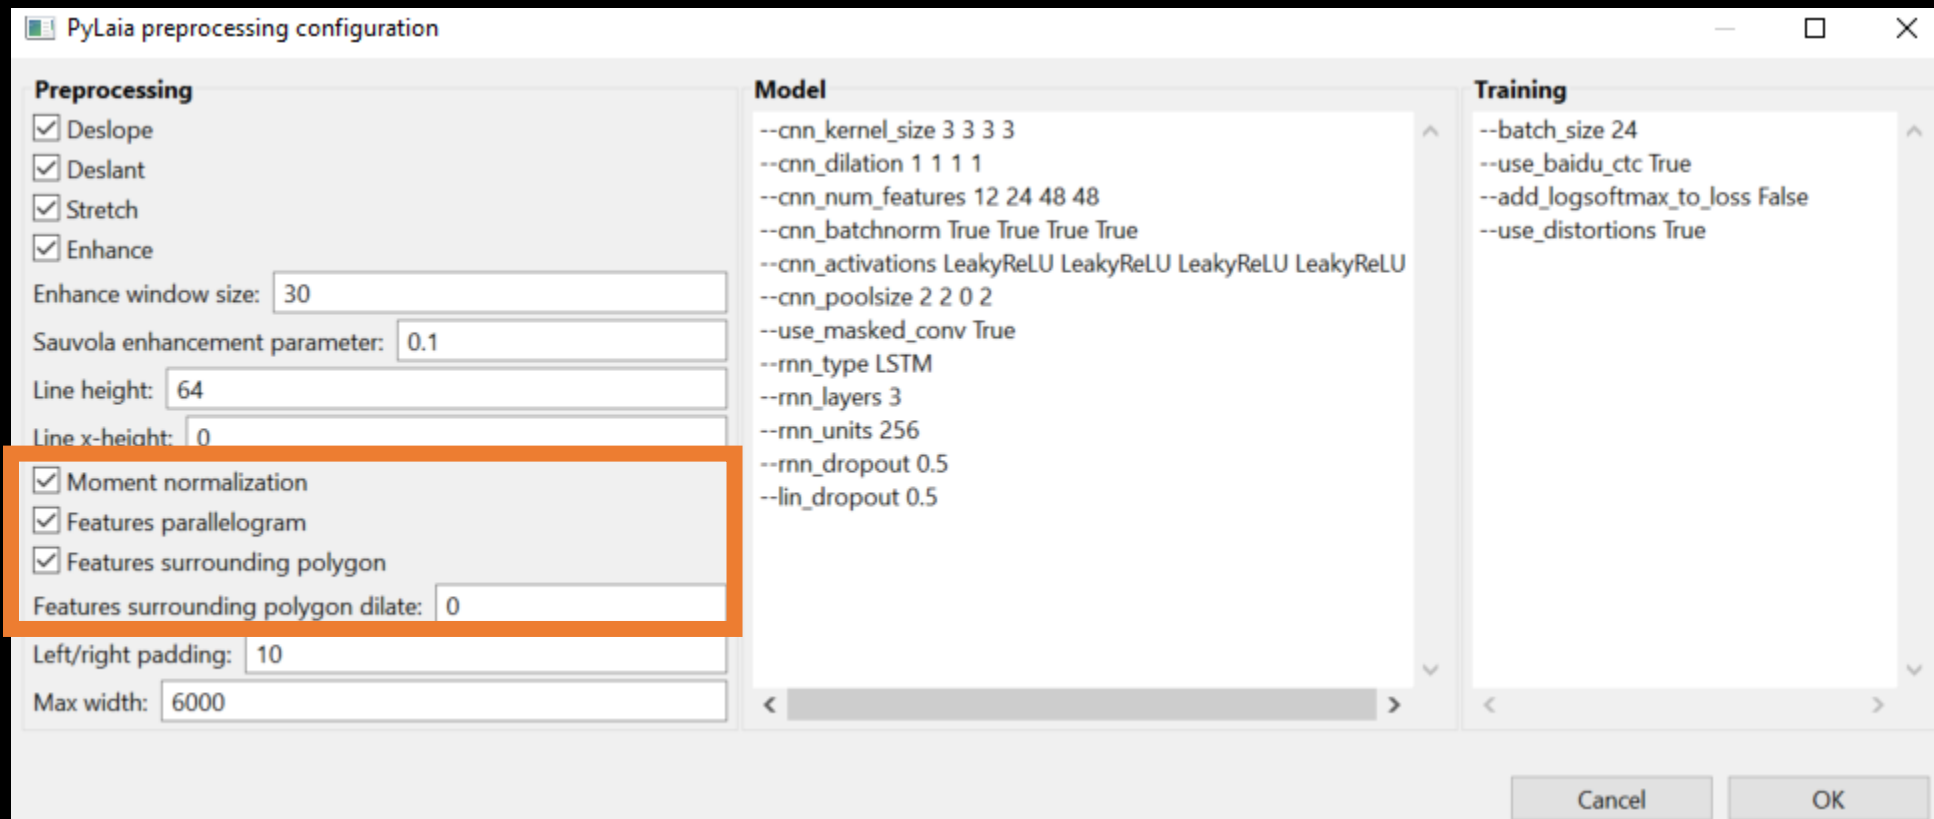 PyLaia preprocessing configuration
Preprocessing
Deslope
Deslant
Stretch
Enhance
Enhance window size: 30
Sauvola enhancement parameter: 0.1
Line height: 64
Line x-height: 0
Moment normalization
Features parallelogram
Features surrounding polygon
Features surrounding polygon dilate: 0
Left/right padding: 10
Max width: 6000
Model
--cnn_kernel_size 3 3 3 3
--cnn_dilation 1 1 1 1
--cnn_num_features 12 24 48 48
--cnn_batchnorm True True True True
--cnn_activations LeakyReLU LeakyReLU LeakyReLU LeakyReLU
--cnn_poolsize 2 2 0 2
--use_masked_conv True
--rnn_type LSTM
--rnn_layers 3
--rnn_units 256
--rnn_dropout 0.5
--lin_dropout 0.5
Training
--batch_size 24
--use_baidu_ctc True
--add_logsoftmax_to_loss False
--use_distortions True
Cancel
OK